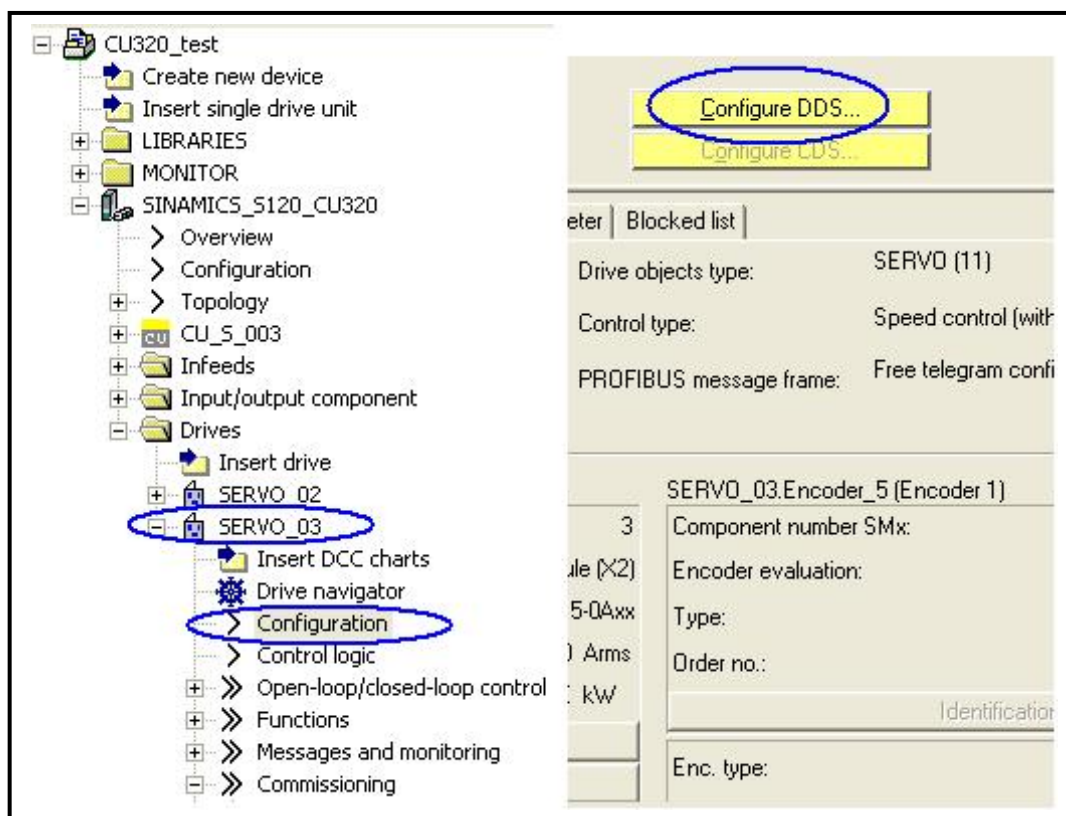 CU320_test
Create new device
Insert single drive unit
LIBRARIES
MONITOR
SINAMICS_S120_CU320
Overview
Configuration
Topology
CU_S_003
Infeeds
Input/output component
Drives
Insert drive
SERVO_02
SERVO_03
Insert DCC charts
Drive navigator
Configuration
Control logic
Open-loop/closed-loop control
Functions
Messages and monitoring
Commissioning
Configure DDS...
Configure CDS...
eter Blocked list
Drive objects type: SERVO (11)
Control type: Speed control (with
PROFIBUS message frame: Free telegram confi
SERVO_03.Encoder_5 (Encoder 1)
3 Component number SMx:
ule (X2) Encoder evaluation:
5-0Axx Type:
Arms Order no.:
kW
Identification
Enc. type: